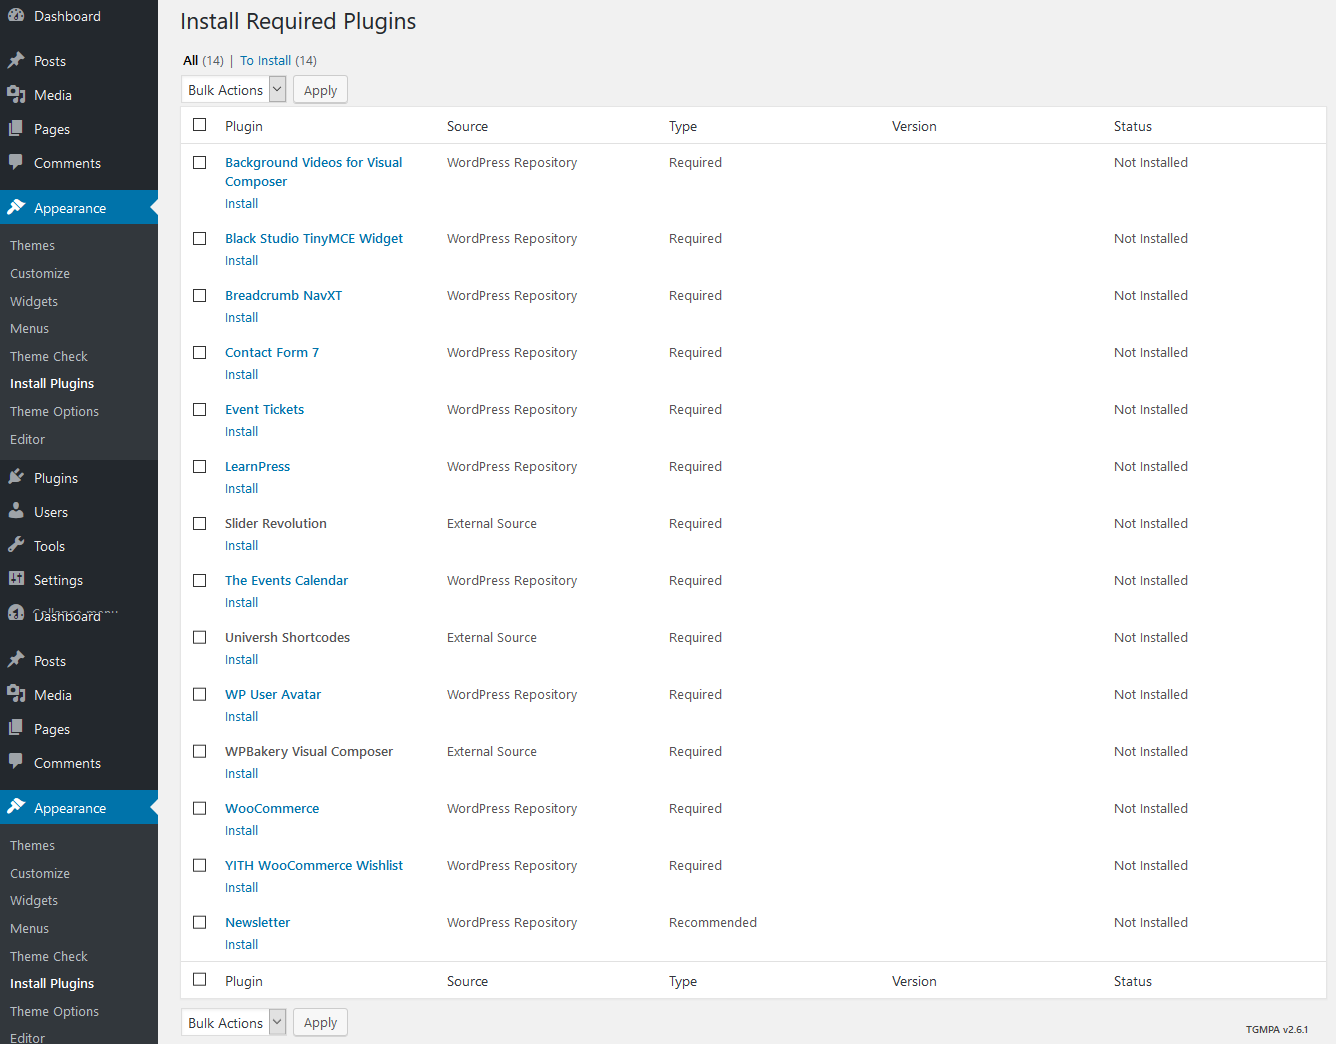 Dashboard
Posts
Media
Pages
Comments
Appearance
Themes
Customize
Widgets
Menus
Theme Check
Install Plugins
Theme Options
Editor
Plugins
Users
Tools
Settings
Collapse menu
Dashboard
Posts
Media
Pages
Comments
Appearance
Themes
Customize
Widgets
Menus
Theme Check
Install Plugins
Theme Options
Editor
Install Required Plugins
All (14) | To Install (14)
Bulk Actions Apply
Plugin Source Type Version Status
Background Videos for Visual WordPress Repository Required Not Installed
Composer
Install
Black Studio TinyMCE Widget WordPress Repository Required Not Installed
Install
Breadcrumb NavXT WordPress Repository Required Not Installed
Install
Contact Form 7 WordPress Repository Required Not Installed
Install
Event Tickets WordPress Repository Required Not Installed
Install
LearnPress WordPress Repository Required Not Installed
Install
Slider Revolution External Source Required Not Installed
Install
The Events Calendar WordPress Repository Required Not Installed
Install
Universh Shortcodes External Source Required Not Installed
Install
WP User Avatar WordPress Repository Required Not Installed
Install
WPBakery Visual Composer External Source Required Not Installed
Install
WooCommerce WordPress Repository Required Not Installed
Install
YITH WooCommerce Wishlist WordPress Repository Required Not Installed
Install
Newsletter WordPress Repository Recommended Not Installed
Install
Plugin Source Type Version Status
Bulk Actions Apply
TGMPA v2.6.1